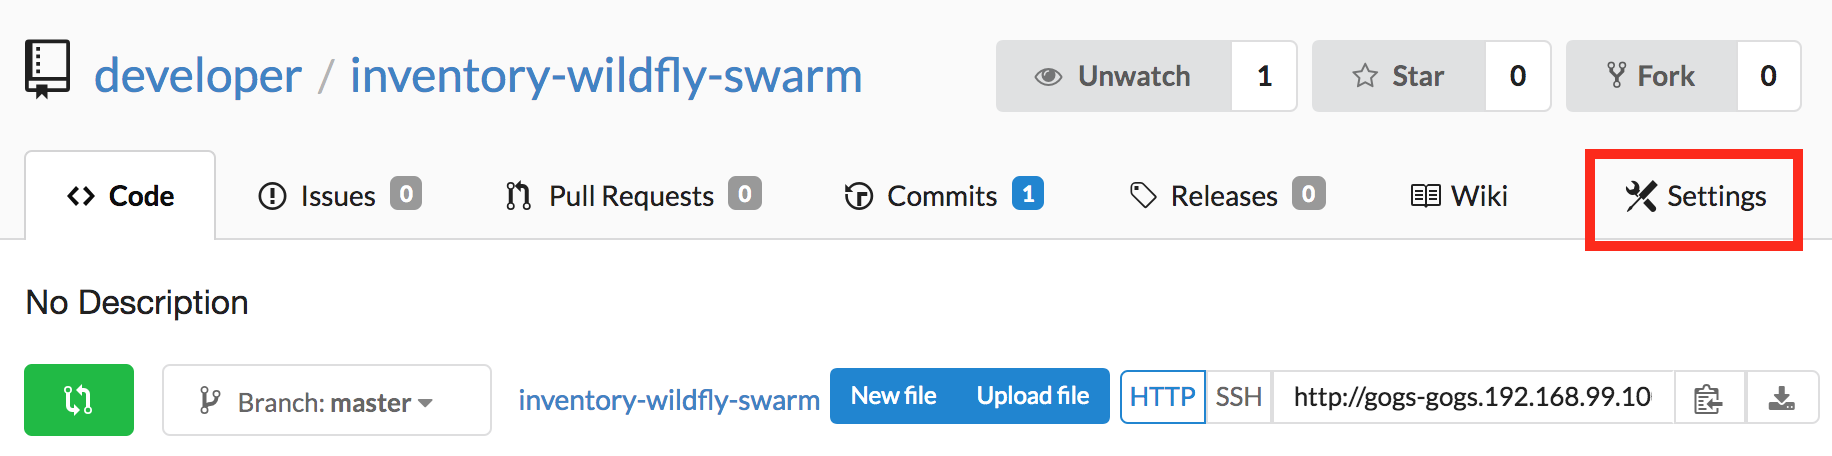 developer / inventory-wildfly-swarm Unwatch 1 Star 0 Fork 0
Code Issues 0 Pull Requests 0 Commits 1 Releases 0 Wiki Settings
No Description
Branch: master inventory-wildfly-swarm New file Upload file HTTP SSH http://gogs-gogs.192.168.99.10